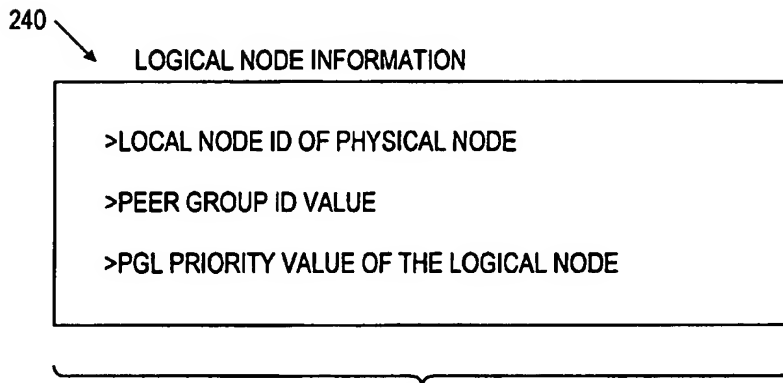 240
LOGICAL NODE INFORMATION
>LOCAL NODE ID OF PHYSICAL NODE
>PEER GROUP ID VALUE
>PGL PRIORITY VALUE OF THE LOGICAL NODE